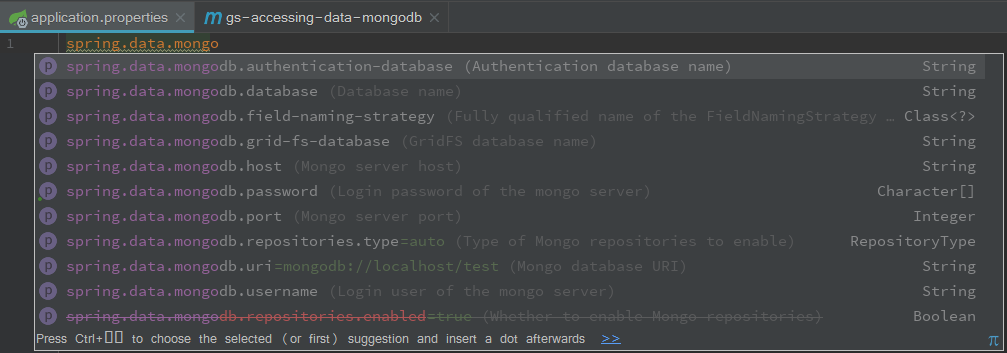 application.properties × m gs-accessing-data-mongodb ×
1 spring.data.mongo
p spring.data.mongodb.authentication-database (Authentication database name) String
p spring.data.mongodb.database (Database name) String
p spring.data.mongodb.field-naming-strategy (Fully qualified name of the FieldNamingStrategy … Class<?>
p spring.data.mongodb.grid-fs-database (GridFS database name) String
p spring.data.mongodb.host (Mongo server host) String
p spring.data.mongodb.password (Login password of the mongo server) Character[]
p spring.data.mongodb.port (Mongo server port) Integer
p spring.data.mongodb.repositories.type=auto (Type of Mongo repositories to enable) RepositoryType
p spring.data.mongodb.uri=mongodb://localhost/test (Mongo database URI) String
p spring.data.mongodb.username (Login user of the mongo server) String
p spring.data.mongodb.repositories.enabled=true (Whether to enable Mongo repositories) Boolean
Press Ctrl+▯▯ to choose the selected (or first) suggestion and insert a dot afterwards >> π